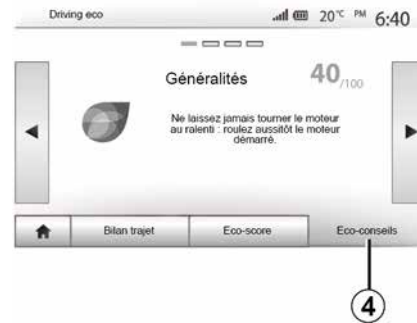 Driving eco 20°C PM 6:40
Généralités 40/100
Ne laissez jamais tourner le moteur
au ralenti : roulez aussitôt le moteur
démarré.
Bilan trajet Eco-score Eco-conseils
4